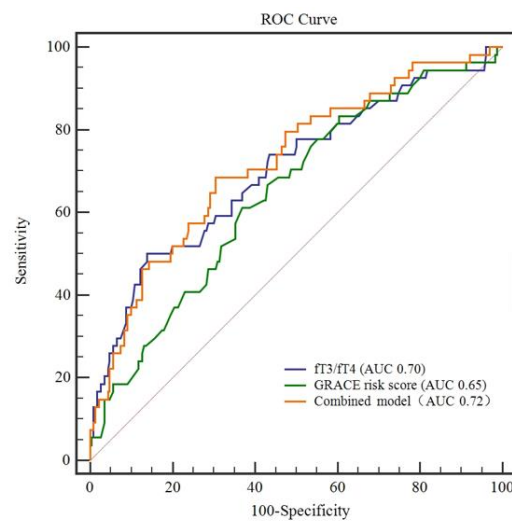 ROC Curve
100
80
60
40
20
0
Sensitivity
fT3/fT4 (AUC 0.70)
GRACE risk score (AUC 0.65)
Combined model（AUC 0.72）
0 20 40 60 80 100
100-Specificity